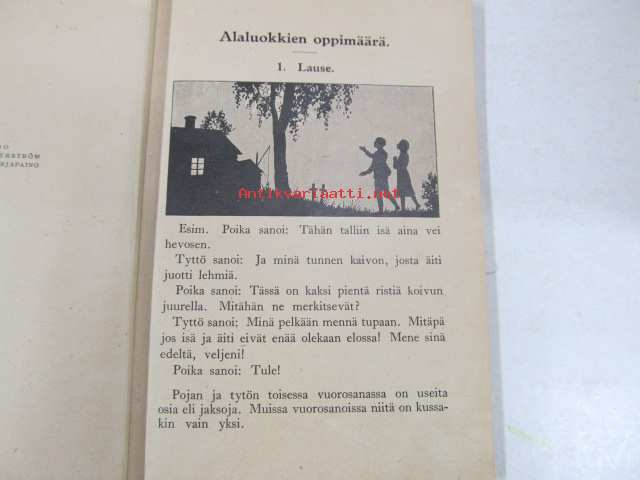 Alaluokkien oppimäärä.
1. Lause.
Antikvariaatti.net
Esim. Poika sanoi: Tähän talliin isä aina vei
hevosen.
Tyttö sanoi: Ja minä tunnen kaivon, josta äiti
juotti lehmiä.
Poika sanoi: Tässä on kaksi pientä ristiä koivun
juurella. Mitähän ne merkitsevät?
Tyttö sanoi: Minä pelkään mennä tupaan. Mitäpä
jos isä ja äiti eivät enää olekaan elossa! Mene sinä
edeltä, veljeni!
Poika sanoi: Tule!
Pojan ja tytön toisessa vuorosanassa on useita
osia eli jaksoja. Muissa vuorosanoissa niitä on kussa-
kin vain yksi.